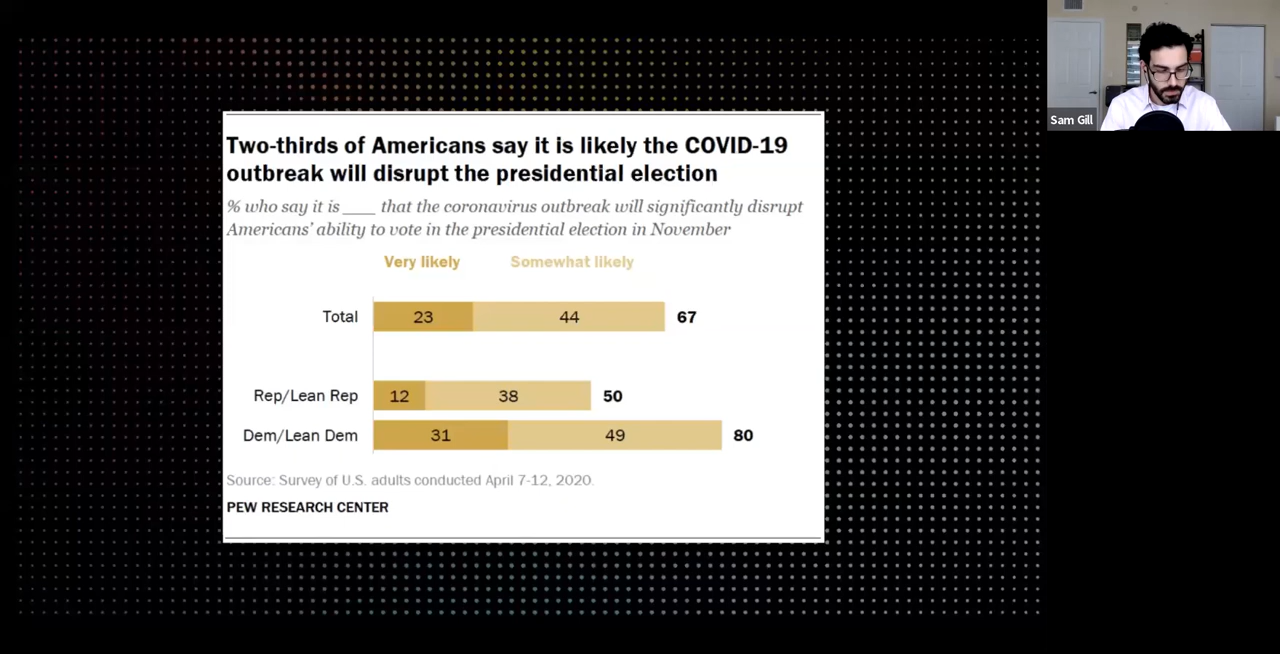 Two-thirds of Americans say it is likely the COVID-19
outbreak will disrupt the presidential election
% who say it is ___ that the coronavirus outbreak will significantly disrupt
Americans' ability to vote in the presidential election in November
Very likely Somewhat likely
Total 23 44 67
Rep/Lean Rep 12 38 50
Dem/Lean Dem 31 49 80
Source: Survey of U.S. adults conducted April 7-12, 2020.
PEW RESEARCH CENTER
Sam Gill